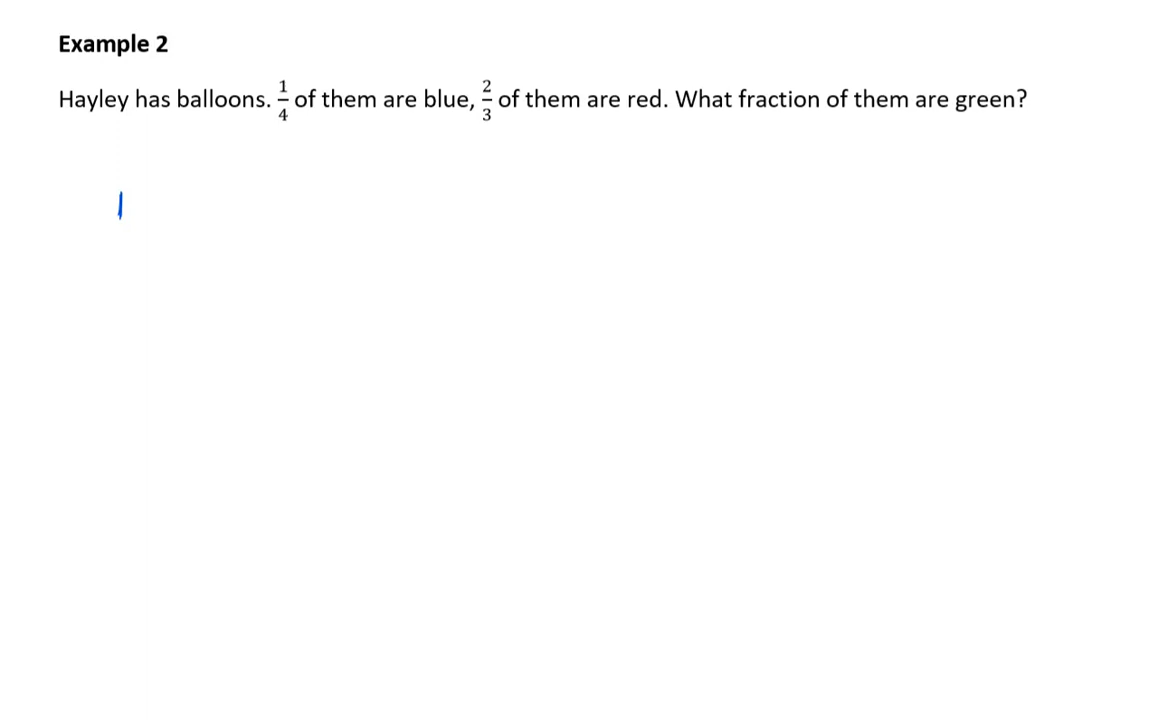 Example 2
Hayley has balloons. 1/4 of them are blue, 2/3 of them are red. What fraction of them are green?